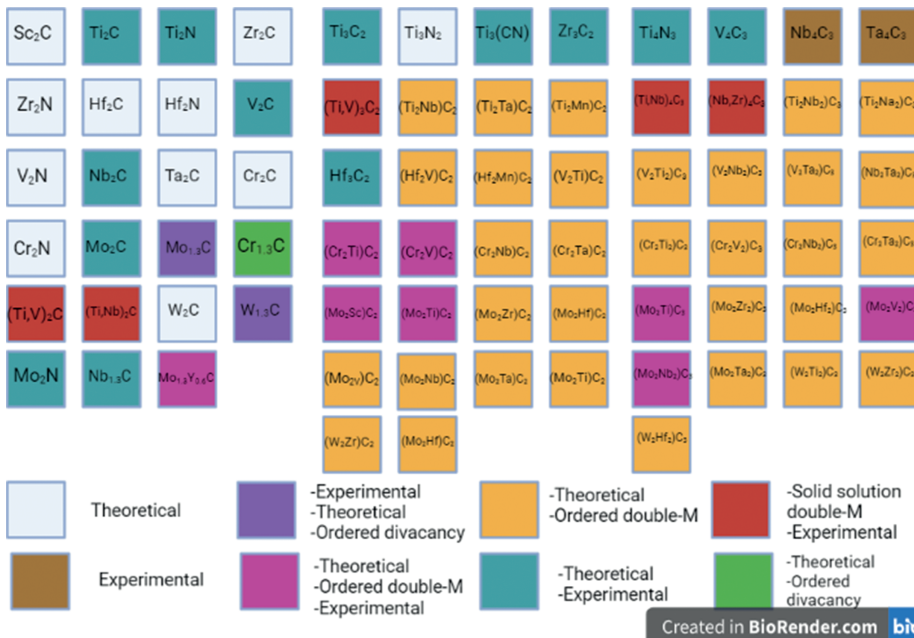 Sc₂C Ti₂C Ti₂N Zr₂C Ti₃C₂ Ti₃N₂ Ti₃(CN) Zr₃C₂ Ti₄N₃ V₄C₃ Nb₄C₃ Ta₄C₃
Zr₂N Hf₂C Hf₂N V₂C (Ti,V)₃C₂ (Ti₂Nb)C₂ (Ti₂Ta)C₂ (Ti₂Mn)C₂ (Ti,Nb)₄C₃ (Nb,Zr)₄C₃ (Ti₂Nb₂)C₃ (Ti₂Na₂)C₃
V₂N Nb₂C Ta₂C Cr₂C Hf₃C₂ (Hf₂V)C₂ (Hf₂Mn)C₂ (V₂Ti)C₂ (V₂Ti₂)C₃ (V₂Nb₂)C₃ (V₂Ta₂)C₃ (Nb₂Ta₂)C₃
Cr₂N Mo₂C Mo₁.₃C Cr₁.₃C (Cr₂Ti)C₂ (Cr₂V)C₂ (Cr₂Nb)C₂ (Cr₂Ta)C₂ (Cr₂Ti₂)C₃ (Cr₂V₂)C₃ (Cr₂Nb₂)C₃ (Cr₂Ta₂)C₃
(Ti,V)₂C (Ti,Nb)₂C W₂C W₁.₃C (Mo₂Sc)C₂ (Mo₂Ti)C₂ (Mo₂Zr)C₂ (Mo₂Hf)C₂ (Mo₂Ti)C₃ (Mo₂Zr₂)C₃ (Mo₂Hf₂)C₃ (Mo₂V₂)C₃
Mo₂N Nb₁.₃C (Mo₂v)C₂ (Mo₂Nb)C₂ (Mo₂Ta)C₂ (Mo₂Ti)C₂ (Mo₂Nb₂)C₃ (Mo₂Ta₂)C₃ (W₂Ti₂)C₃ (W₂Zr₂)C₃
(W₂Zr)C₂ (Mo₂Hf)C₂ (W₂Hf₂)C₃
Theoretical
-Experimental
-Theoretical
-Ordered divacancy
-Theoretical
-Ordered double-M
-Solid solution
double-M
-Experimental
Experimental
-Theoretical
-Ordered double-M
-Experimental
-Theoretical
-Experimental
-Theoretical
-Ordered
divacancy
Created in BioRender.com